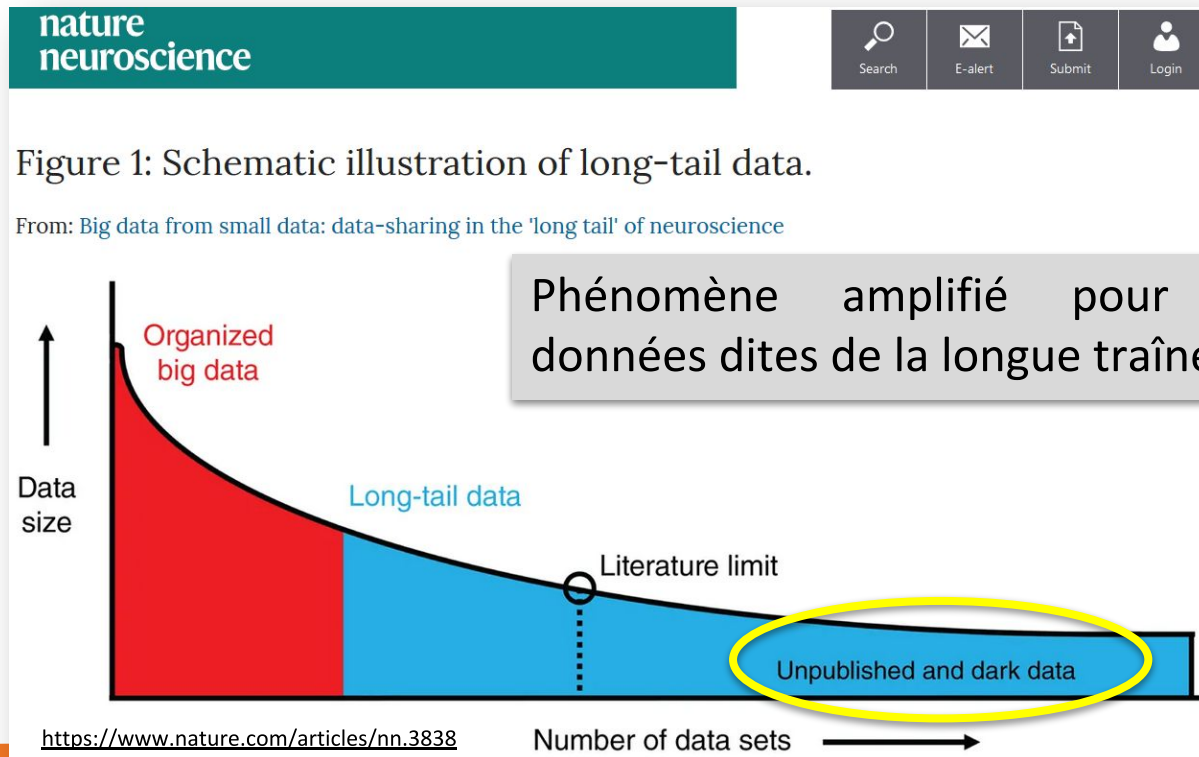 nature
neuroscience
Search
E-alert
Submit
Login
Figure 1: Schematic illustration of long-tail data.
From: Big data from small data: data-sharing in the 'long tail' of neuroscience
Phénomène amplifié pour
données dites de la longue traîne
Organized
big data
Data
size
Long-tail data
Literature limit
Unpublished and dark data
https://www.nature.com/articles/nn.3838
Number of data sets